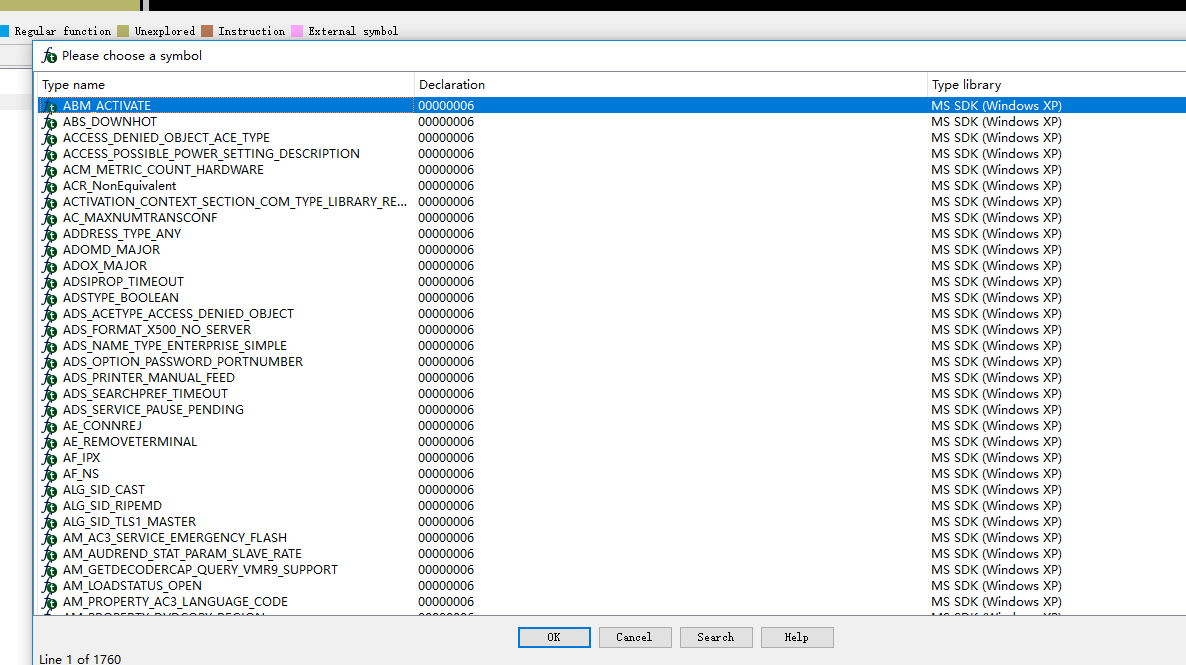 Regular function Unexplored Instruction External symbol
Please choose a symbol
Type name Declaration Type library
ABM_ACTIVATE 00000006 MS SDK (Windows XP)
ABS_DOWNHOT 00000006 MS SDK (Windows XP)
ACCESS_DENIED_OBJECT_ACE_TYPE 00000006 MS SDK (Windows XP)
ACCESS_POSSIBLE_POWER_SETTING_DESCRIPTION 00000006 MS SDK (Windows XP)
ACM_METRIC_COUNT_HARDWARE 00000006 MS SDK (Windows XP)
ACR_NonEquivalent 00000006 MS SDK (Windows XP)
ACTIVATION_CONTEXT_SECTION_COM_TYPE_LIBRARY_RE... 00000006 MS SDK (Windows XP)
AC_MAXNUMTRANSCONF 00000006 MS SDK (Windows XP)
ADDRESS_TYPE_ANY 00000006 MS SDK (Windows XP)
ADOMD_MAJOR 00000006 MS SDK (Windows XP)
ADOX_MAJOR 00000006 MS SDK (Windows XP)
ADSIPROP_TIMEOUT 00000006 MS SDK (Windows XP)
ADSTYPE_BOOLEAN 00000006 MS SDK (Windows XP)
ADS_ACETYPE_ACCESS_DENIED_OBJECT 00000006 MS SDK (Windows XP)
ADS_FORMAT_X500_NO_SERVER 00000006 MS SDK (Windows XP)
ADS_NAME_TYPE_ENTERPRISE_SIMPLE 00000006 MS SDK (Windows XP)
ADS_OPTION_PASSWORD_PORTNUMBER 00000006 MS SDK (Windows XP)
ADS_PRINTER_MANUAL_FEED 00000006 MS SDK (Windows XP)
ADS_SEARCHPREF_TIMEOUT 00000006 MS SDK (Windows XP)
ADS_SERVICE_PAUSE_PENDING 00000006 MS SDK (Windows XP)
AE_CONNREJ 00000006 MS SDK (Windows XP)
AE_REMOVETERMINAL 00000006 MS SDK (Windows XP)
AF_IPX 00000006 MS SDK (Windows XP)
AF_NS 00000006 MS SDK (Windows XP)
ALG_SID_CAST 00000006 MS SDK (Windows XP)
ALG_SID_RIPEMD 00000006 MS SDK (Windows XP)
ALG_SID_TLS1_MASTER 00000006 MS SDK (Windows XP)
AM_AC3_SERVICE_EMERGENCY_FLASH 00000006 MS SDK (Windows XP)
AM_AUDREND_STAT_PARAM_SLAVE_RATE 00000006 MS SDK (Windows XP)
AM_GETDECODERCAP_QUERY_VMR9_SUPPORT 00000006 MS SDK (Windows XP)
AM_LOADSTATUS_OPEN 00000006 MS SDK (Windows XP)
AM_PROPERTY_AC3_LANGUAGE_CODE 00000006 MS SDK (Windows XP)
OK Cancel Search Help
Line 1 of 1760